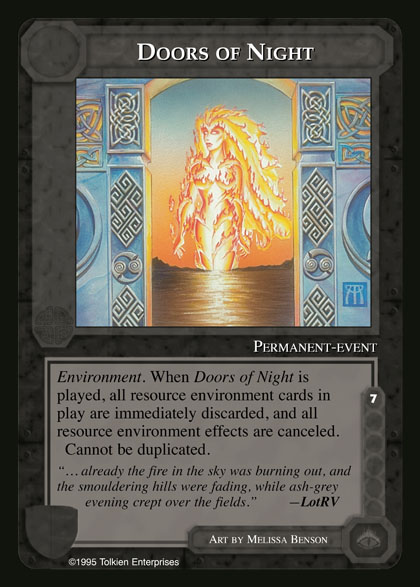 DOORS OF NIGHT
PERMANENT-EVENT
Environment. When Doors of Night is
played, all resource environment cards in
play are immediately discarded, and all
resource environment effects are canceled.
Cannot be duplicated.
7
“… already the fire in the sky was burning out, and
the smouldering hills were fading, while ash-grey
evening crept over the fields.” —LotRV
ART BY MELISSA BENSON
©1995 Tolkien Enterprises